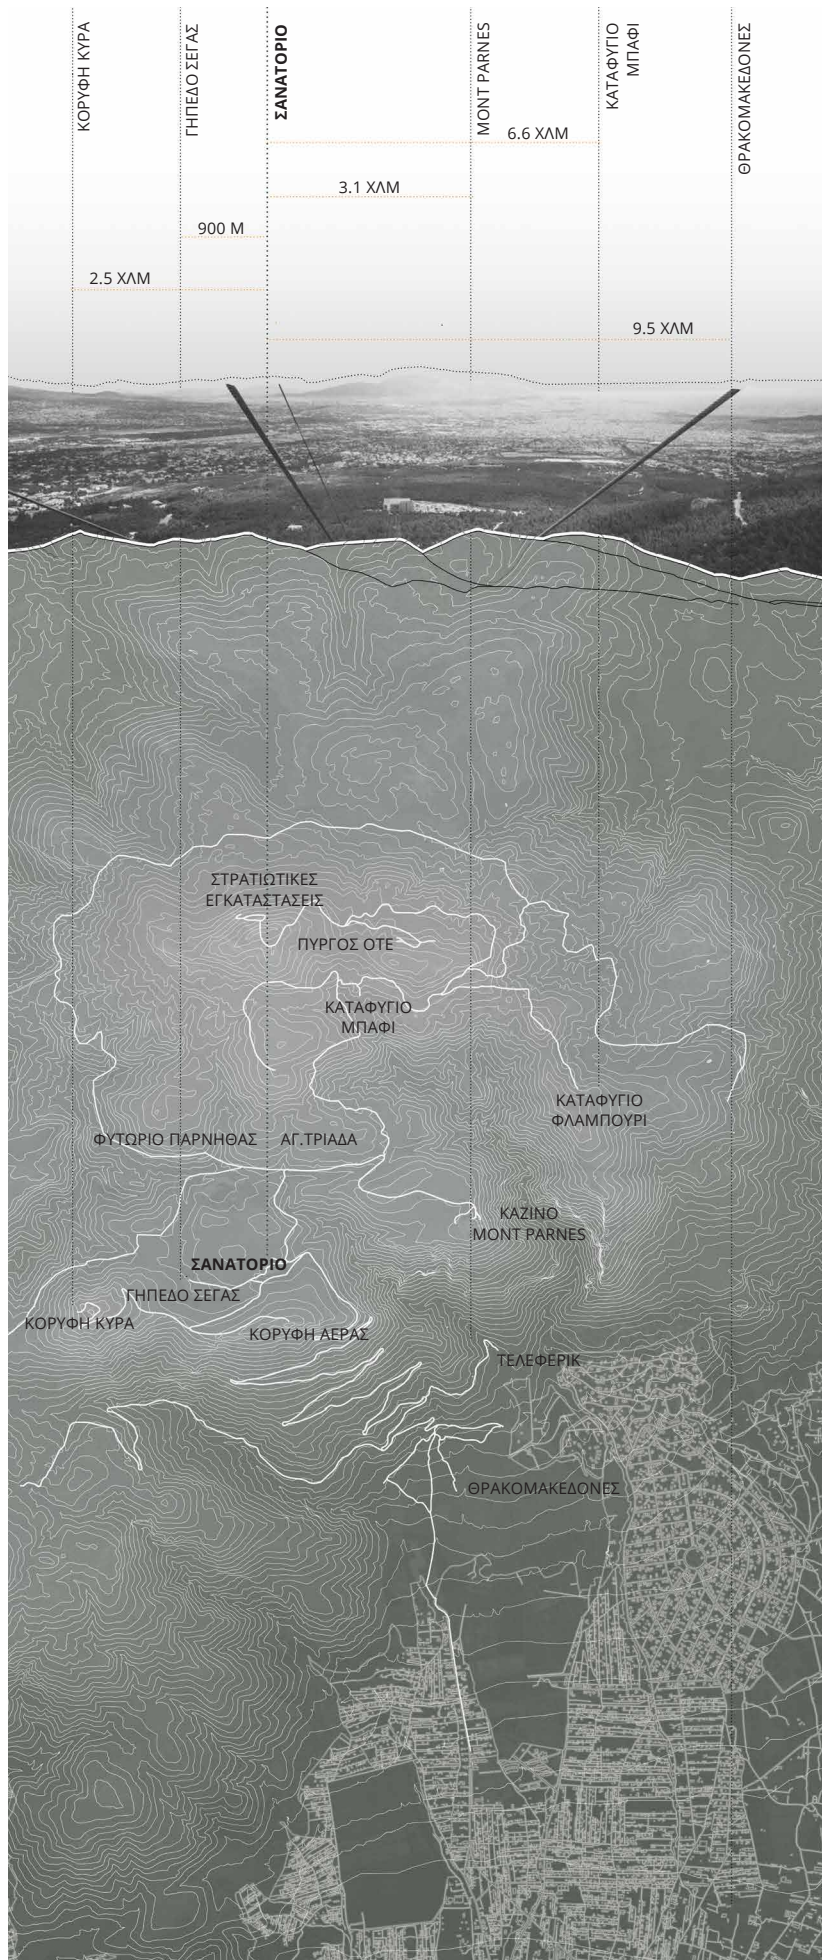 ΚΟΡΥΦΗ ΚΥΡΑ
ΓΗΠΕΔΟ ΣΕΓΑΣ
ΣΑΝΑΤΟΡΙΟ
MONT PARNES
ΚΑΤΑΦΥΓΙΟ
ΜΠΑΦΙ
ΘΡΑΚΟΜΑΚΕΔΟΝΕΣ
6.6 ΧΛΜ
3.1 ΧΛΜ
900 Μ
2.5 ΧΛΜ
9.5 ΧΛΜ
ΣΤΡΑΤΙΩΤΙΚΕΣ
ΕΓΚΑΤΑΣΤΑΣΕΙΣ
ΠΥΡΓΟΣ ΟΤΕ
ΚΑΤΑΦΥΓΙΟ
ΜΠΑΦΙ
ΚΑΤΑΦΥΓΙΟ
ΦΛΑΜΠΟΥΡΙ
ΦΥΤΩΡΙΟ ΠΑΡΝΗΘΑΣ
ΑΓ.ΤΡΙΑΔΑ
ΚΑΖΙΝΟ
MONT PARNES
ΣΑΝΑΤΟΡΙΟ
ΓΗΠΕΔΟ ΣΕΓΑΣ
ΚΟΡΥΦΗ ΚΥΡΑ
ΚΟΡΥΦΗ ΑΕΡΑΣ
ΤΕΛΕΦΕΡΙΚ
ΘΡΑΚΟΜΑΚΕΔΟΝΕΣ